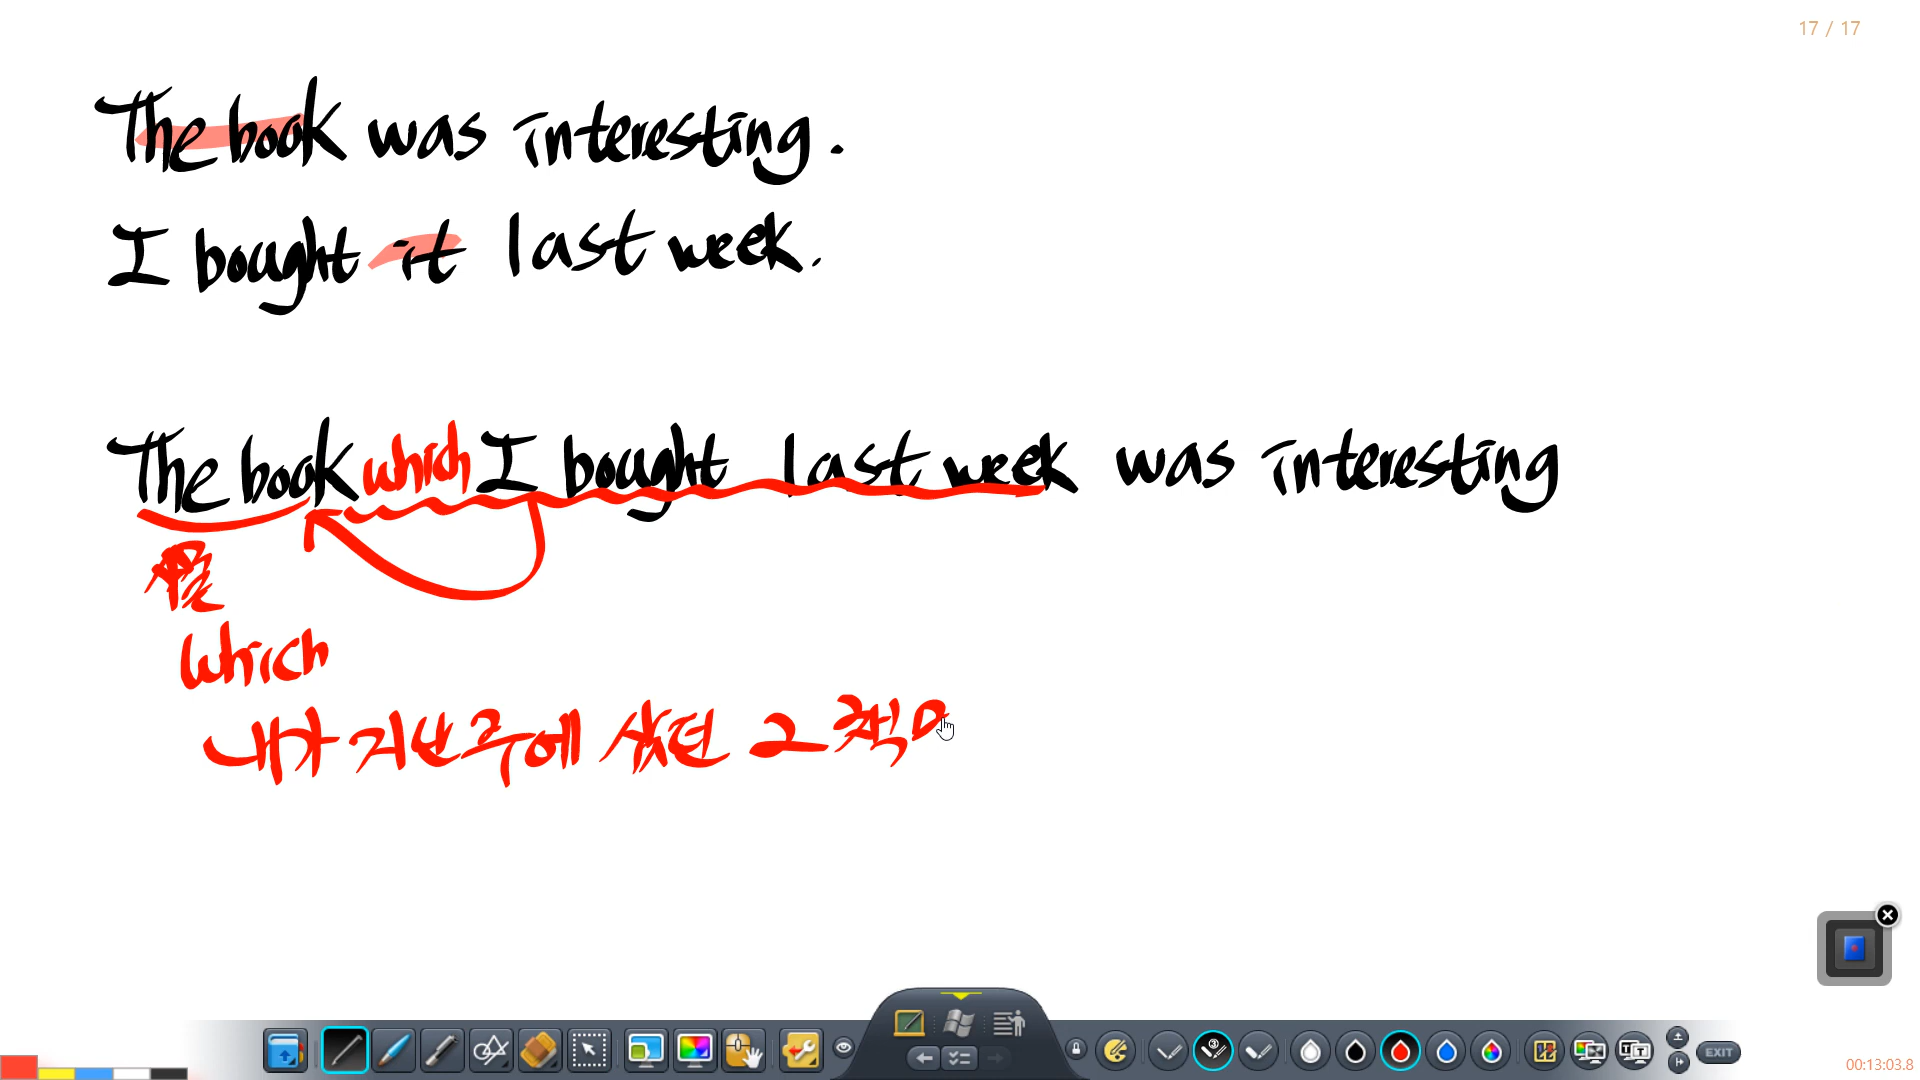 17 / 17
The book was interesting.
I bought it last week.
The book which I bought last week was interesting
which
내가 지난주에 샀던 그 책
EXIT
00:13:03.8